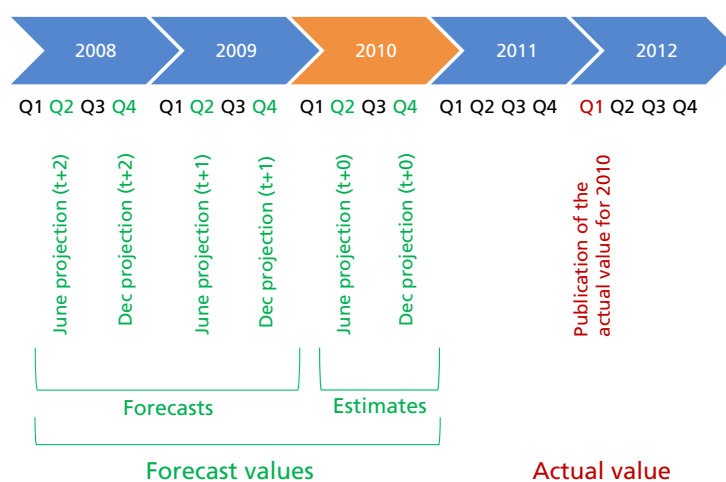 2008 2009 2010 2011 2012
Q1 Q2 Q3 Q4 Q1 Q2 Q3 Q4 Q1 Q2 Q3 Q4 Q1 Q2 Q3 Q4 Q1 Q2 Q3 Q4
June projection (t+2)
Dec projection (t+2)
June projection (t+1)
Dec projection (t+1)
June projection (t+0)
Dec projection (t+0)
Publication of the
actual value for 2010
Forecasts
Estimates
Forecast values
Actual value